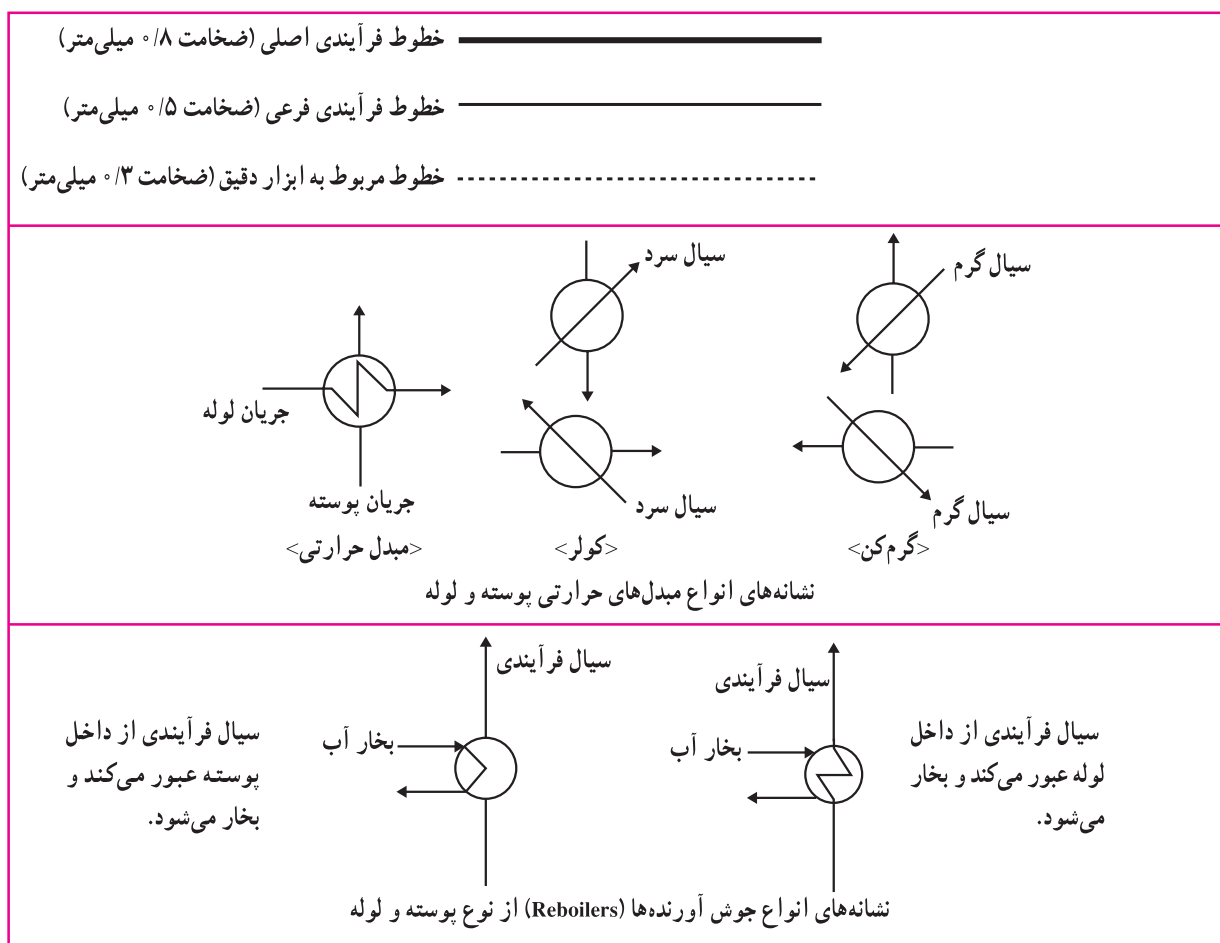 خطوط فرآیندی اصلی (ضخامت ۰/۸ میلی‌متر)
خطوط فرآیندی فرعی (ضخامت ۰/۵ میلی‌متر)
خطوط مربوط به ابزار دقیق (ضخامت ۰/۳ میلی‌متر)
سیال گرم
سیال سرد
جریان لوله
جریان پوسته
سیال سرد
سیال گرم
<گرم‌کن>
<کولر>
<مبدل حرارتی>
نشانه‌های انواع مبدل‌های حرارتی پوسته و لوله
سیال فرآیندی
بخار آب
سیال فرآیندی از داخل
لوله عبور می‌کند و بخار
می‌شود.
سیال فرآیندی
بخار آب
سیال فرآیندی از داخل
پوسته عبور می‌کند و
بخار می‌شود.
نشانه‌های انواع جوش آورنده‌ها (Reboilers) از نوع پوسته و لوله